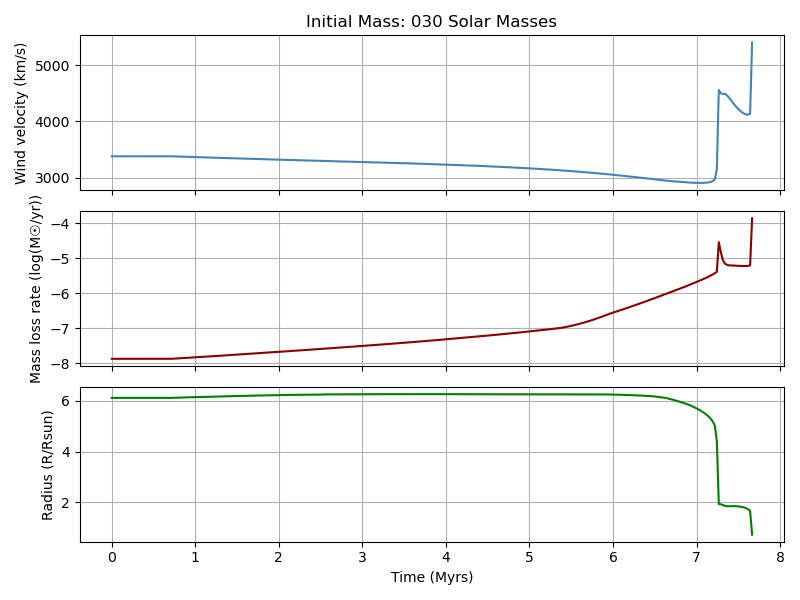 Initial Mass: 030 Solar Masses
Wind velocity (km/s)
5000
4000
3000
Mass loss rate (log(M☉/yr))
−4
−5
−6
−7
−8
Radius (R/Rsun)
6
4
2
0 1 2 3 4 5 6 7 8
Time (Myrs)